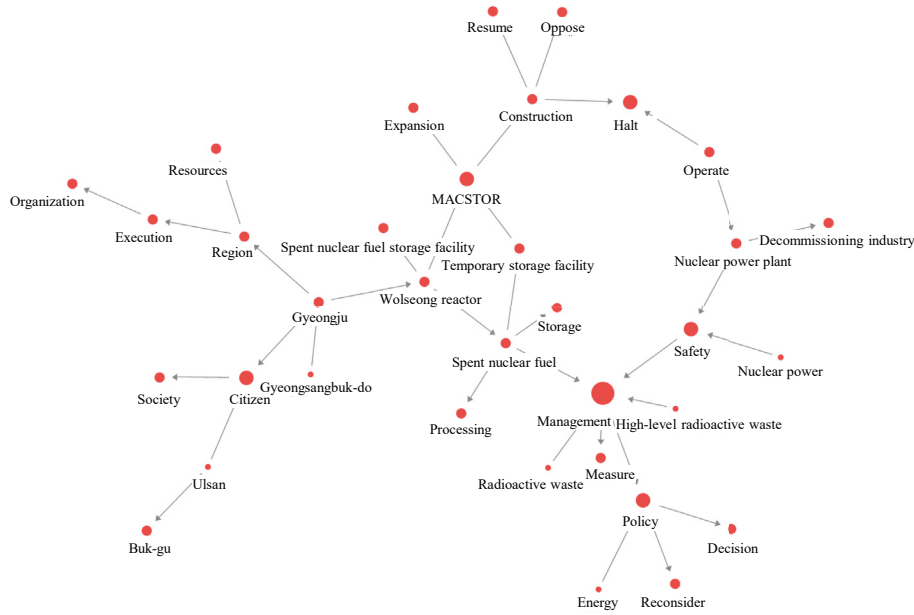 Resume
Oppose
Construction
Expansion
Halt
Resources
Operate
MACSTOR
Organization
Execution
Region
Spent nuclear fuel storage facility
Temporary storage facility
Nuclear power plant
Decommissioning industry
Wolseong reactor
Gyeongju
Storage
Spent nuclear fuel
Safety
Nuclear power
Society
Citizen
Gyeongsangbuk-do
Processing
Management
High-level radioactive waste
Radioactive waste
Measure
Ulsan
Policy
Buk-gu
Decision
Energy
Reconsider